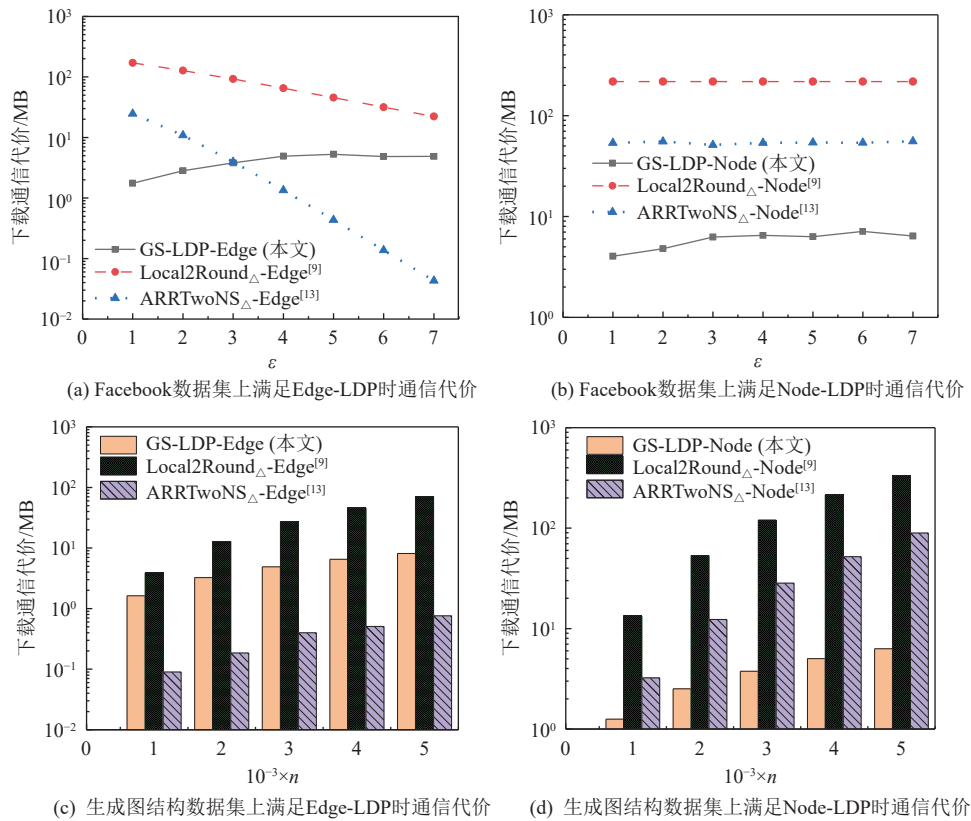 10³
10²
10¹
10⁰
10⁻¹
10⁻²
下载通信代价/MB
GS-LDP-Edge (本文)
Local2Round△-Edge[9]
ARRTwoNS△-Edge[13]
1 2 3 4 5 6 7
ε
(a) Facebook数据集上满足Edge-LDP时通信代价
10³
10²
10¹
10⁰
下载通信代价/MB
GS-LDP-Node (本文)
Local2Round△-Node[9]
ARRTwoNS△-Node[13]
1 2 3 4 5 6 7
ε
(b) Facebook数据集上满足Node-LDP时通信代价
10³
10²
10¹
10⁰
10⁻¹
10⁻²
下载通信代价/MB
GS-LDP-Edge (本文)
Local2Round△-Edge[9]
ARRTwoNS△-Edge[13]
0 1 2 3 4 5
10⁻³×n
(c) 生成图结构数据集上满足Edge-LDP时通信代价
10³
10²
10¹
10⁰
下载通信代价/MB
GS-LDP-Node (本文)
Local2Round△-Node[9]
ARRTwoNS△-Node[13]
0 1 2 3 4 5
10⁻³×n
(d) 生成图结构数据集上满足Node-LDP时通信代价